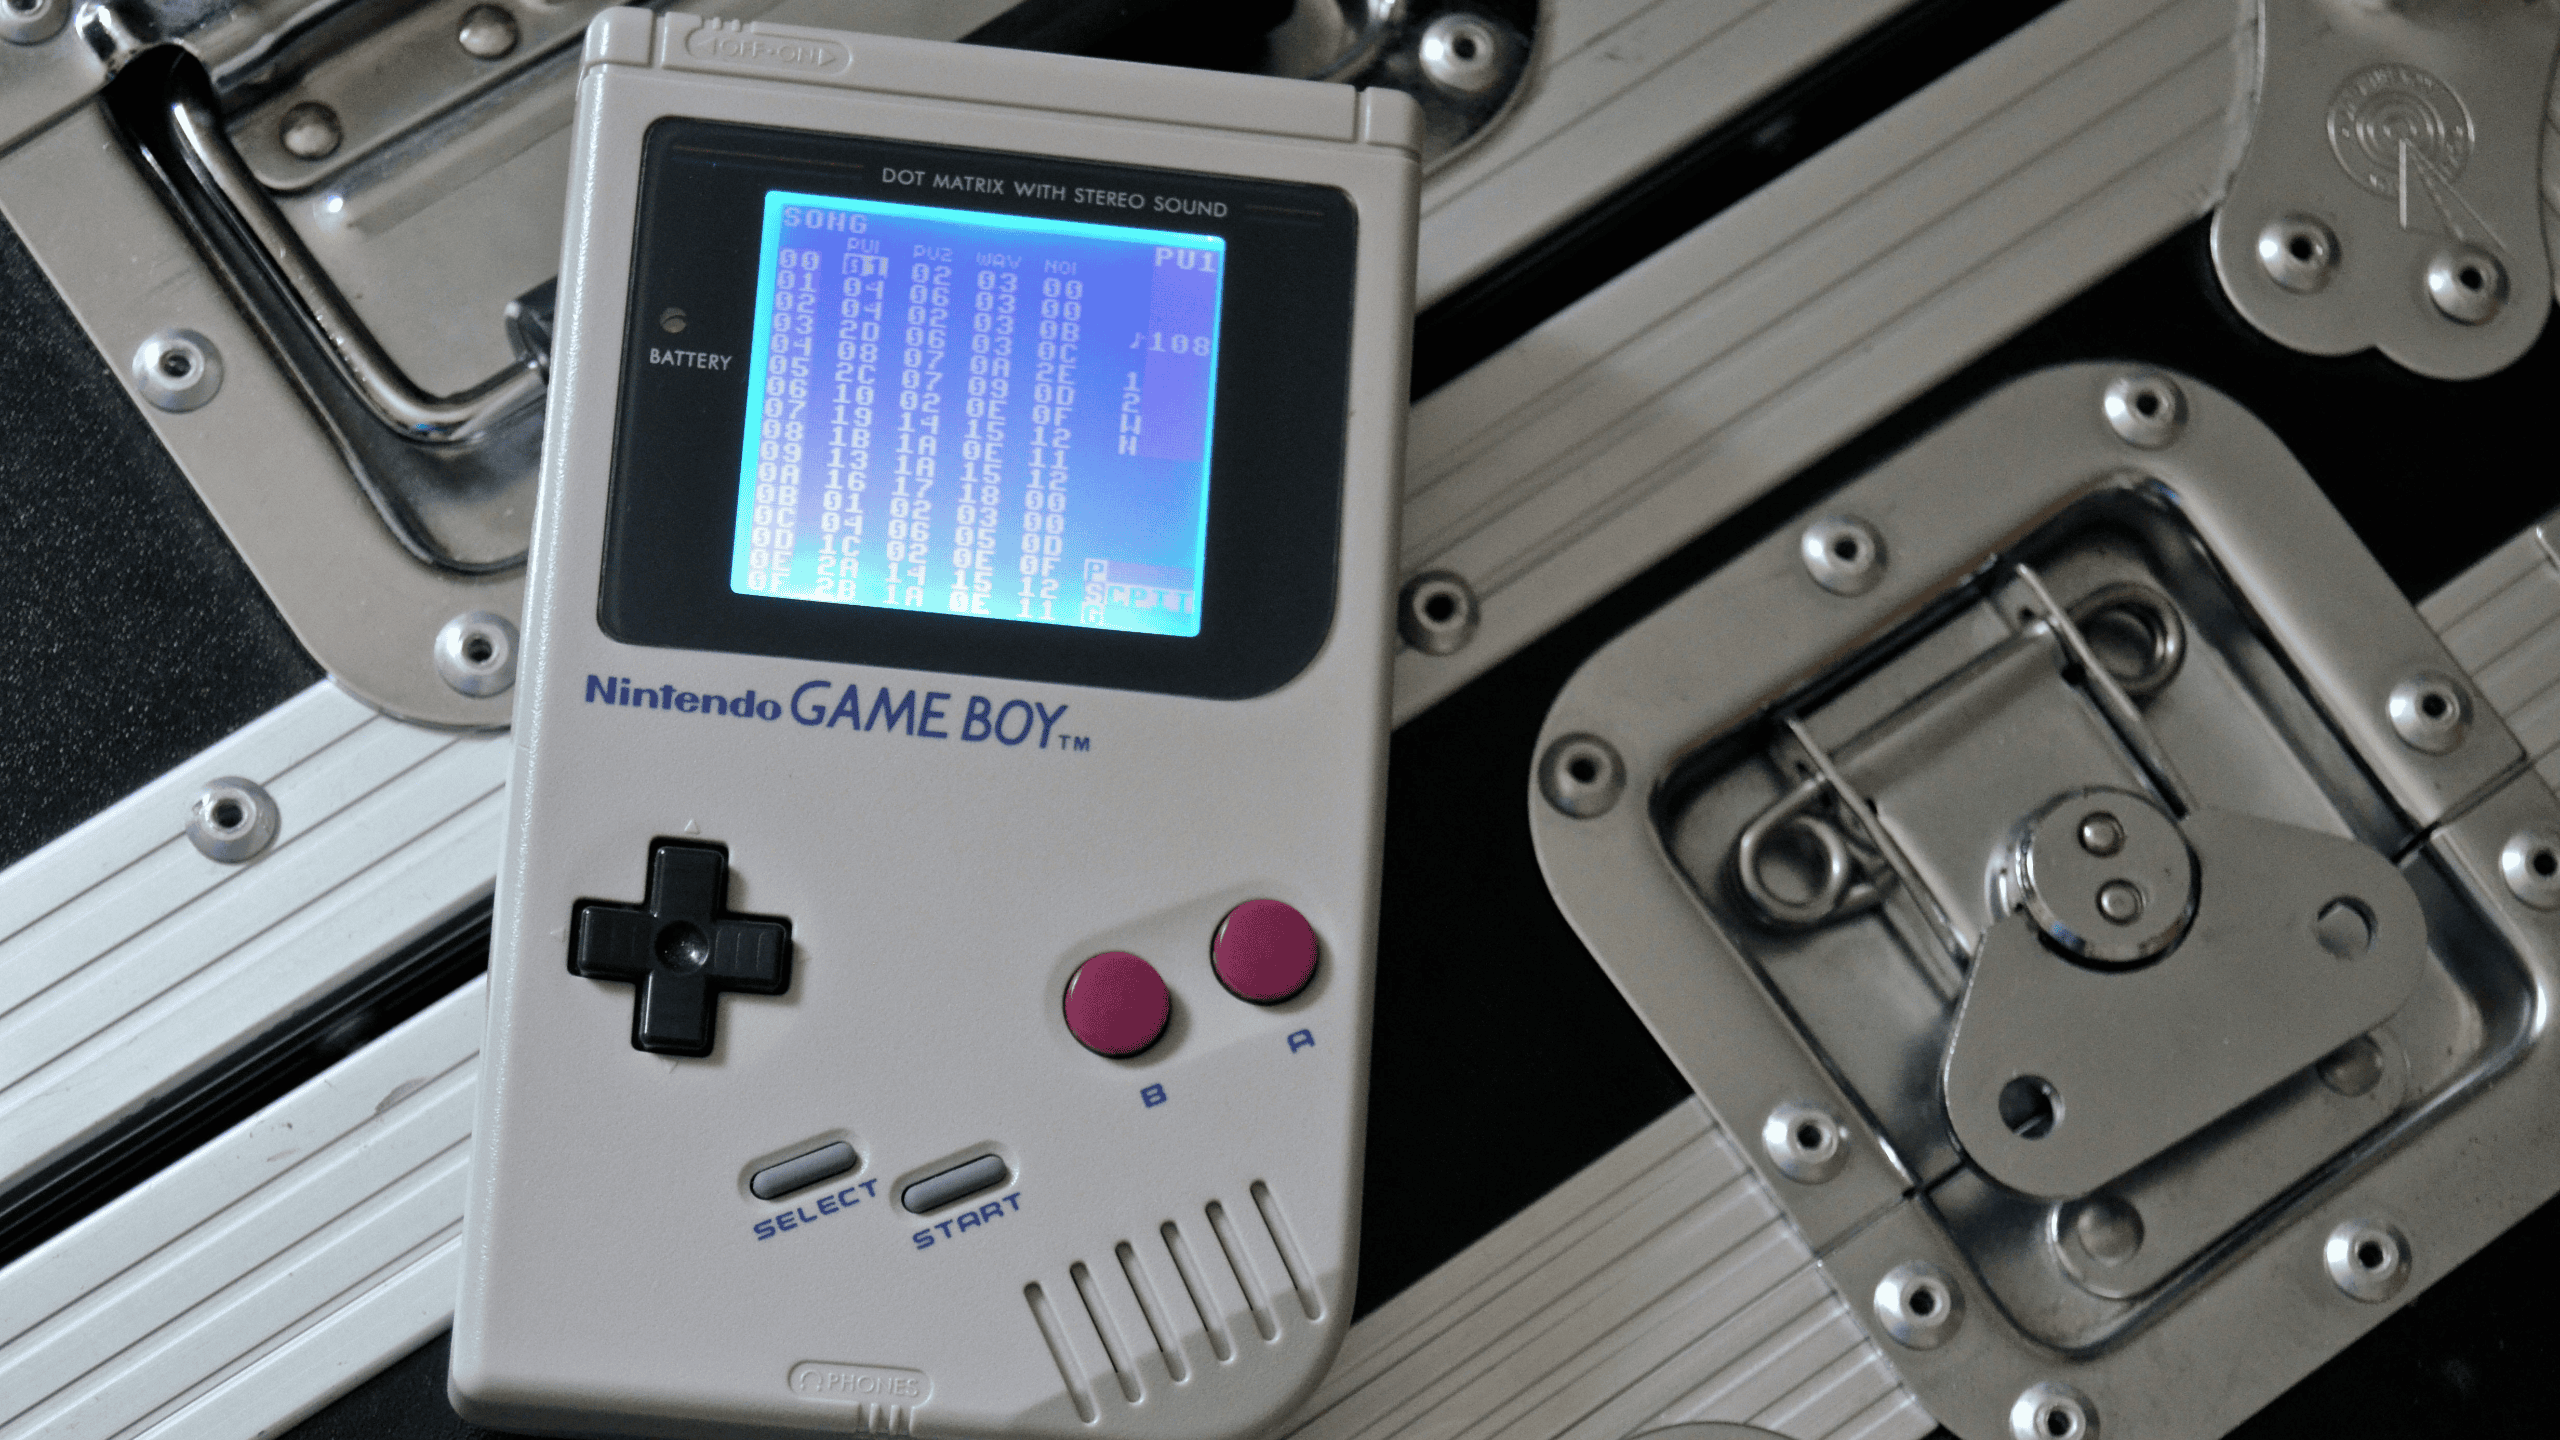 OFF•ON
DOT MATRIX WITH STEREO SOUND
BATTERY
SONG
PU1 PU2 WAV NOI PU1
00 01 02 03 00
01 04 06 03 00
02 04 02 03 0B
03 2D 06 03 0C ♪108
04 08 07 0A 2E
05 2C 07 09 0D 1
06 10 02 0E 0F 2
07 19 14 15 12 W
08 1B 1A 0E 11 N
09 13 1A 15 12
0A 16 17 18 00
0B 01 02 03 00
0C 04 06 05 0D
0D 1C 02 0E 0F
0E 2A 14 15 12 P
0F 2B 1A 0E 11 SCPIT
G
Nintendo GAME BOY TM
B A
SELECT START
PHONES